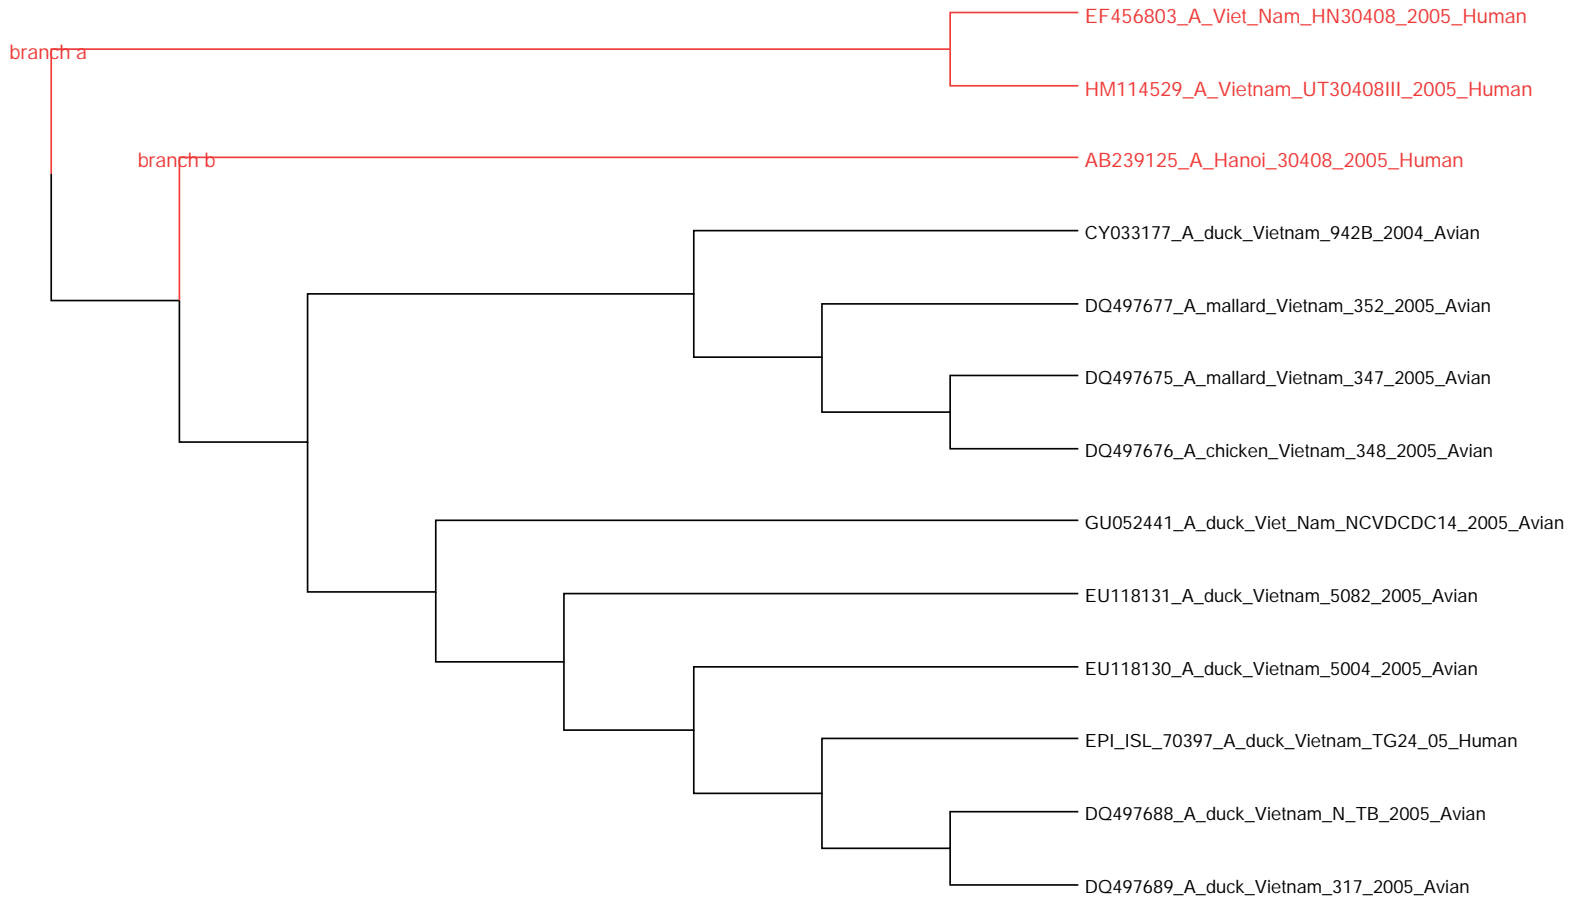 EF456803_A_Viet_Nam_HN30408_2005_Human
branch a
HM114529_A_Vietnam_UT30408III_2005_Human
branch b
AB239125_A_Hanoi_30408_2005_Human
CY033177_A_duck_Vietnam_942B_2004_Avian
DQ497677_A_mallard_Vietnam_352_2005_Avian
DQ497675_A_mallard_Vietnam_347_2005_Avian
DQ497676_A_chicken_Vietnam_348_2005_Avian
GU052441_A_duck_Viet_Nam_NCVDCDC14_2005_Avian
EU118131_A_duck_Vietnam_5082_2005_Avian
EU118130_A_duck_Vietnam_5004_2005_Avian
EPI_ISL_70397_A_duck_Vietnam_TG24_05_Human
DQ497688_A_duck_Vietnam_N_TB_2005_Avian
DQ497689_A_duck_Vietnam_317_2005_Avian